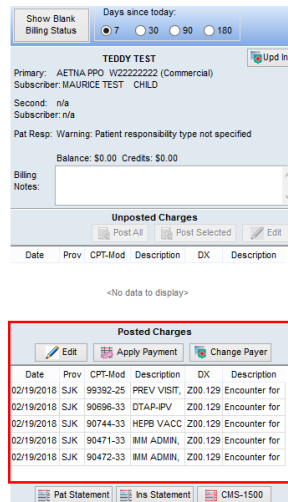 Show Blank Billing Status
Days since today:
7 30 90 180
TEDDY TEST
Upd In
Primary: AETNA PPO W22222222 (Commercial)
Subscriber: MAURICE TEST CHILD
Second: n/a
Subscriber: n/a
Pat Resp: Warning: Patient responsibility type not specified
Balance: $0.00 Credits: $0.00
Billing Notes:
Unposted Charges
Post All Post Selected Edit
Date Prov CPT-Mod Description DX Description
<No data to display>
Posted Charges
Edit Apply Payment Change Payer
Date Prov CPT-Mod Description DX Description
02/19/2018 SJK 99392-25 PREV VISIT, Z00.129 Encounter for
02/19/2018 SJK 90696-33 DTAP-IPV Z00.129 Encounter for
02/19/2018 SJK 90744-33 HEPB VACC Z00.129 Encounter for
02/19/2018 SJK 90471-33 IMM ADMIN, Z00.129 Encounter for
02/19/2018 SJK 90472-33 IMM ADMIN, Z00.129 Encounter for
Pat Statement Ins Statement CMS-1500